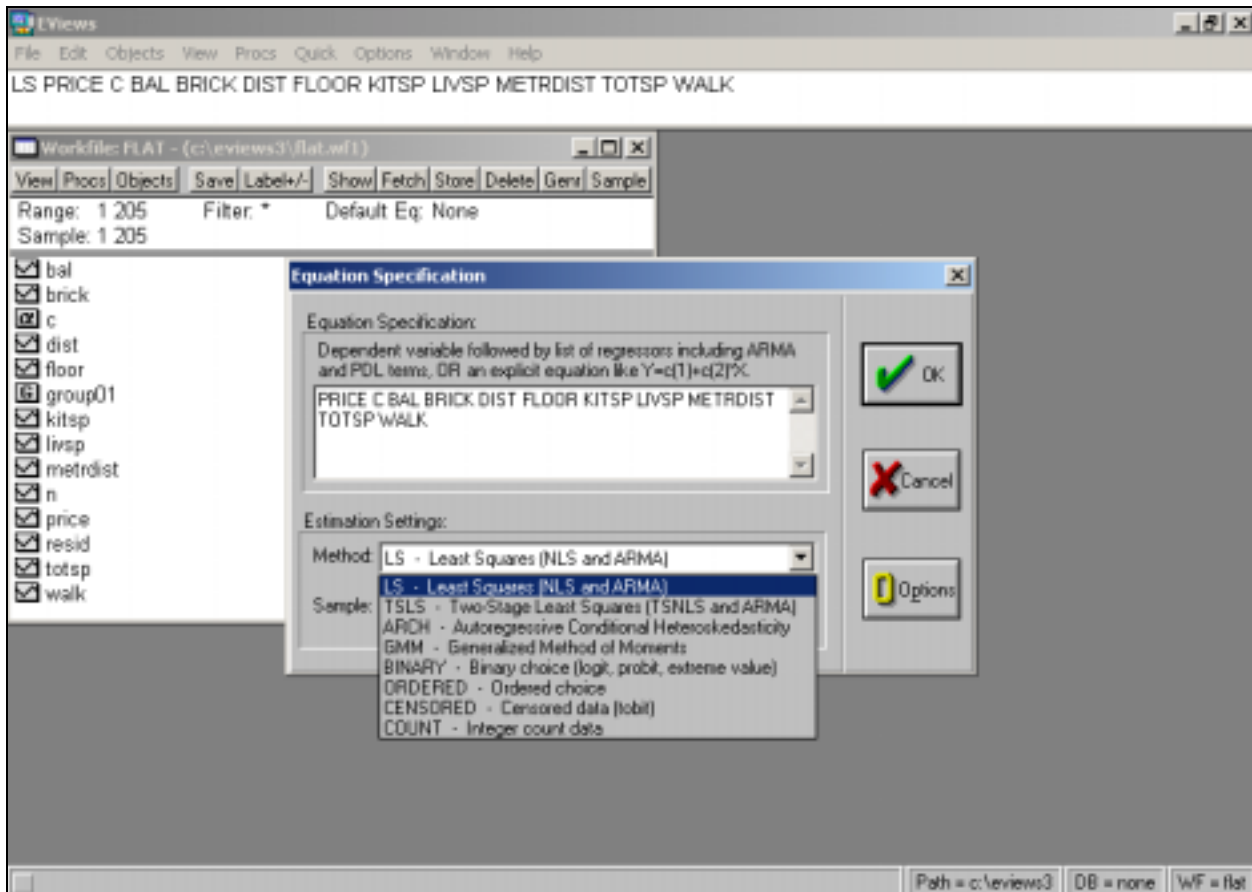 EViews
File Edit Objects View Procs Quick Options Window Help
LS PRICE C BAL BRICK DIST FLOOR KITSP LIVSP METRDIST TOTSP WALK
Workfile: FLAT - (c:\eviews3\flat.wf1)
View Procs Objects Save Label+/- Show Fetch Store Delete Genr Sample
Range: 1 205 Filter: * Default Eq: None
Sample: 1 205
bal
brick
c
dist
floor
group01
kitsp
livsp
metrdist
n
price
resid
totsp
walk
Equation Specification
Equation Specification:
Dependent variable followed by list of regressors including ARMA
and PDL terms, OR an explicit equation like Y=c(1)+c(2)*X.
PRICE C BAL BRICK DIST FLOOR KITSP LIVSP METRDIST
TOTSP WALK
OK
Cancel
Options
Estimation Settings:
Method: LS - Least Squares (NLS and ARMA)
LS - Least Squares (NLS and ARMA)
Sample: TSLS - Two-Stage Least Squares (TSNLS and ARMA)
ARCH - Autoregressive Conditional Heteroskedasticity
GMM - Generalized Method of Moments
BINARY - Binary choice (logit, probit, extreme value)
ORDERED - Ordered choice
CENSORED - Censored data (tobit)
COUNT - Integer count data
Path = c:\eviews3 DB = none WF = flat